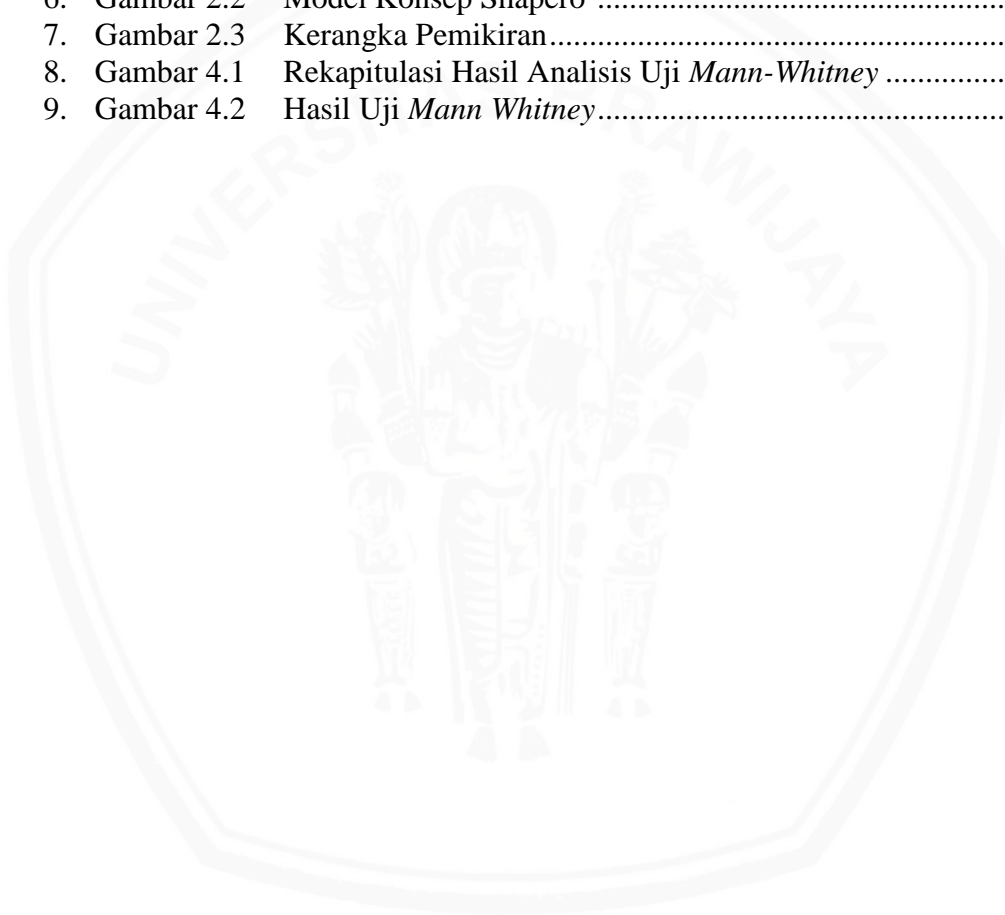 6. Gambar 2.2 Model Konsep Shapero ........................................................
7. Gambar 2.3 Kerangka Pemikiran..............................................................
8. Gambar 4.1 Rekapitulasi Hasil Analisis Uji Mann-Whitney ...............
9. Gambar 4.2 Hasil Uji Mann Whitney.......................................................
UNIVERSITAS BRAWIJAYA